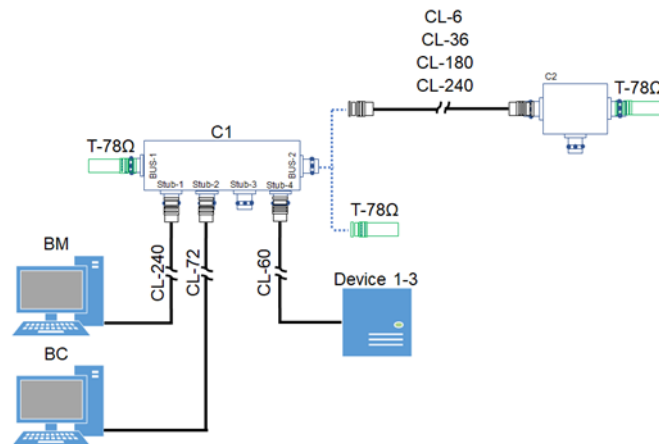 CL-6
CL-36
CL-180
CL-240
C2
T-78Ω
C1
T-78Ω
BUS-1
BUS-2
Stub-1
Stub-2
Stub-3
Stub-4
T-78Ω
BM
CL-240
CL-72
CL-60
Device 1-3
BC